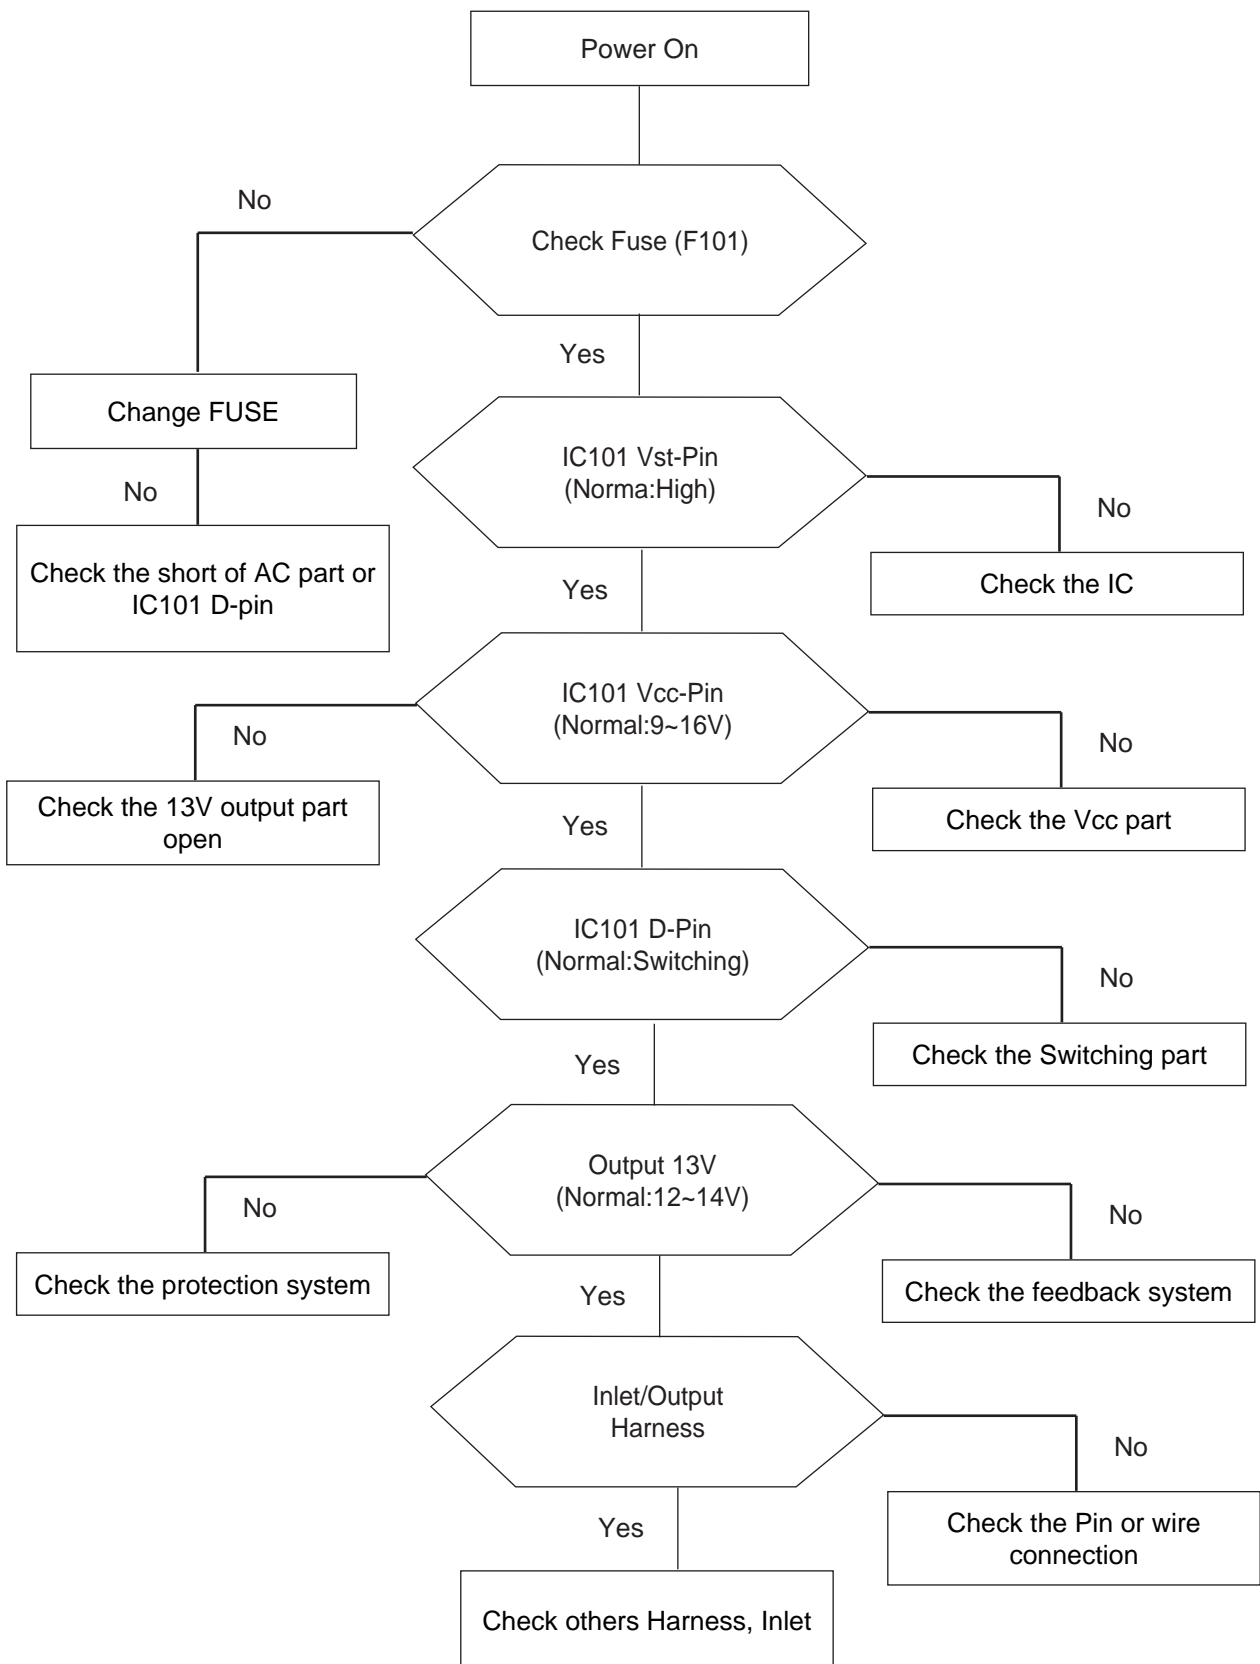 Power On
No
Check Fuse (F101)
Yes
Change FUSE
No
Check the short of AC part or
IC101 D-pin
IC101 Vst-Pin
(Norma:High)
No
Check the IC
Yes
IC101 Vcc-Pin
(Normal:9~16V)
No
Check the 13V output part
open
No
Check the Vcc part
Yes
IC101 D-Pin
(Normal:Switching)
No
Check the Switching part
Yes
Output 13V
(Normal:12~14V)
No
Check the protection system
No
Check the feedback system
Yes
Inlet/Output
Harness
No
Check the Pin or wire
connection
Yes
Check others Harness, Inlet